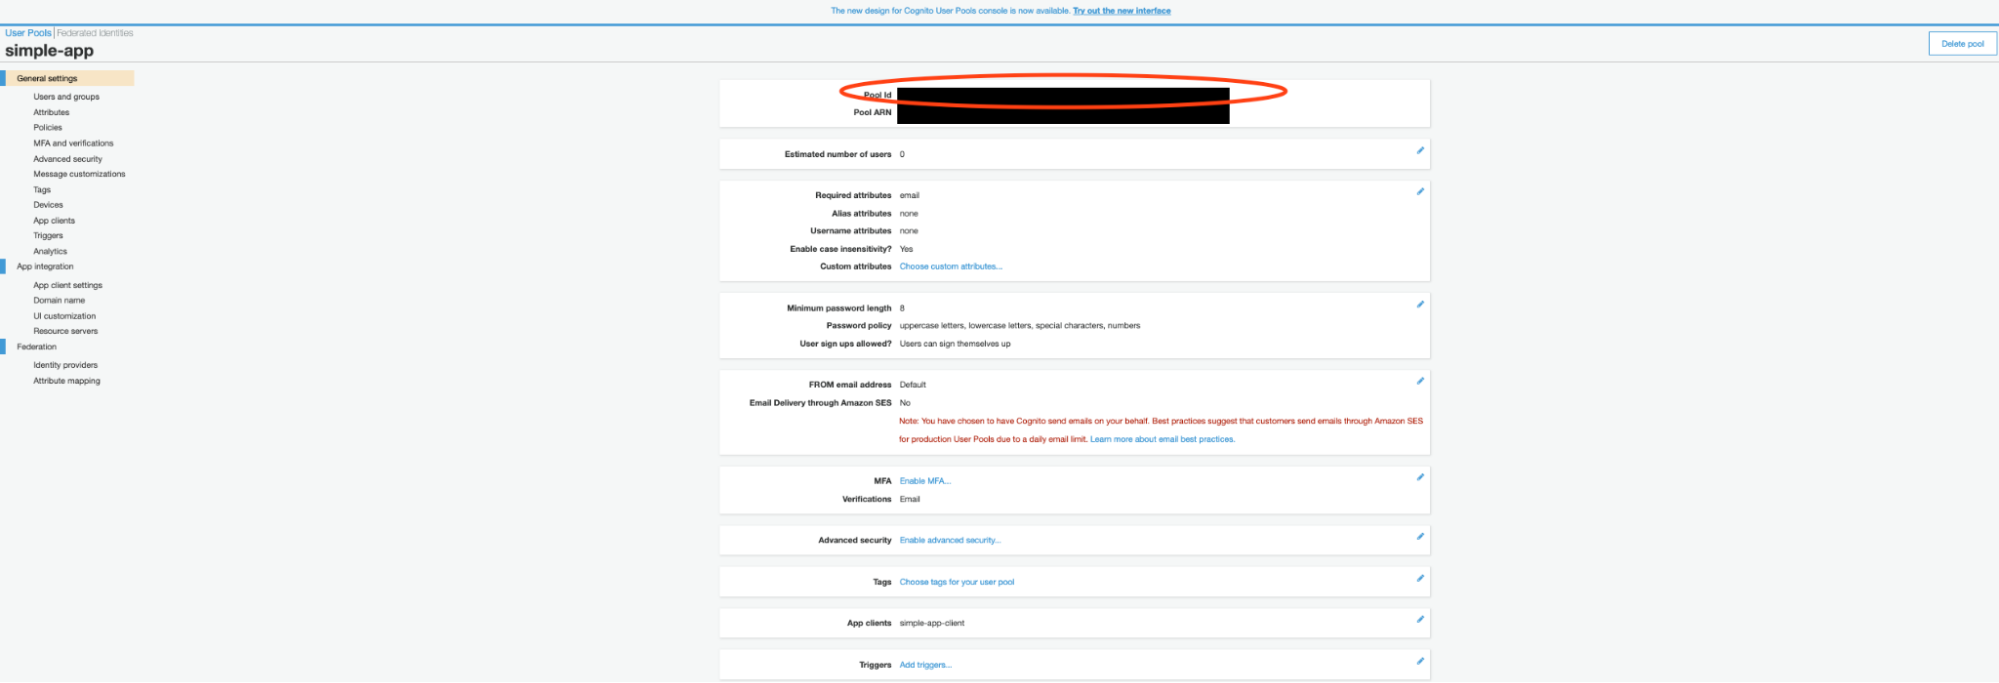 The new design for Cognito User Pools console is now available. Try out the new interface
User Pools | Federated Identities
simple-app
Delete pool
General settings
Users and groups
Attributes
Policies
MFA and verifications
Advanced security
Message customizations
Tags
Devices
App clients
Triggers
Analytics
App integration
App client settings
Domain name
UI customization
Resource servers
Federation
Identity providers
Attribute mapping
Pool Id
Pool ARN
Estimated number of users 0
Required attributes email
Alias attributes none
Username attributes none
Enable case insensitivity? Yes
Custom attributes Choose custom attributes...
Minimum password length 8
Password policy uppercase letters, lowercase letters, special characters, numbers
User sign ups allowed? Users can sign themselves up
FROM email address Default
Email Delivery through Amazon SES No
Note: You have chosen to have Cognito send emails on your behalf. Best practices suggest that customers send emails through Amazon SES
for production User Pools due to a daily email limit. Learn more about email best practices.
MFA Enable MFA...
Verifications Email
Advanced security Enable advanced security...
Tags Choose tags for your user pool
App clients simple-app-client
Triggers Add triggers...